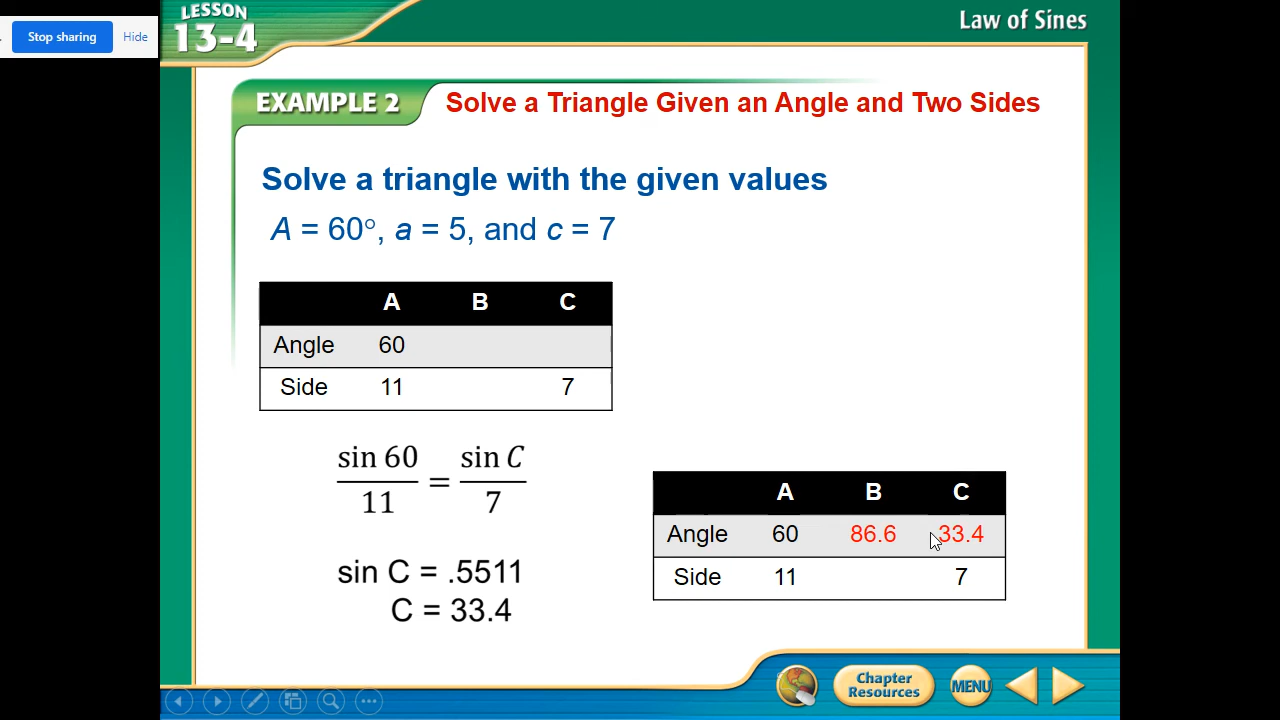 Stop sharing
Hide
LESSON
13-4
Law of Sines
EXAMPLE 2
Solve a Triangle Given an Angle and Two Sides
Solve a triangle with the given values
A = 60°, a = 5, and c = 7
A B C
Angle 60
Side 11 7
sin 60 / 11 = sin C / 7
sin C = .5511
C = 33.4
A B C
Angle 60 86.6 33.4
Side 11 7
Chapter
Resources
MENU